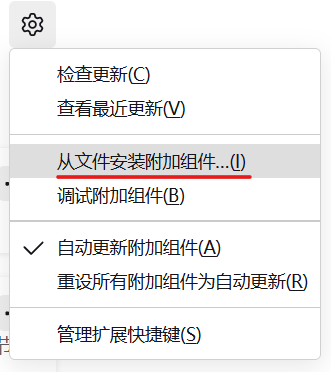 检查更新(C)
查看最近更新(V)
从文件安装附加组件...(I)
调试附加组件(B)
自动更新附加组件(A)
重设所有附加组件为自动更新(R)
管理扩展快捷键(S)
节